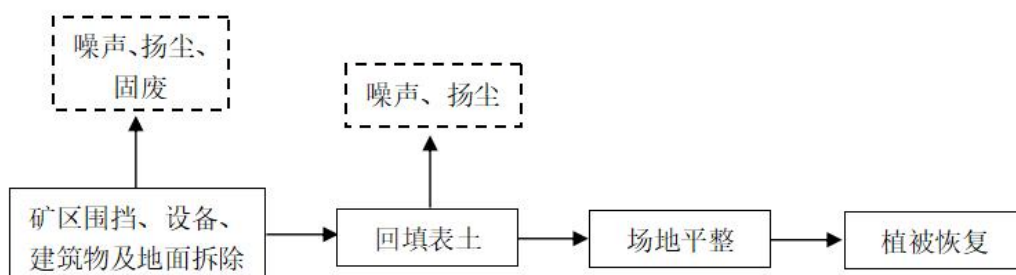 噪声、扬尘、
固废
噪声、扬尘
矿区围挡、设备、
建筑物及地面拆除
回填表土
场地平整
植被恢复